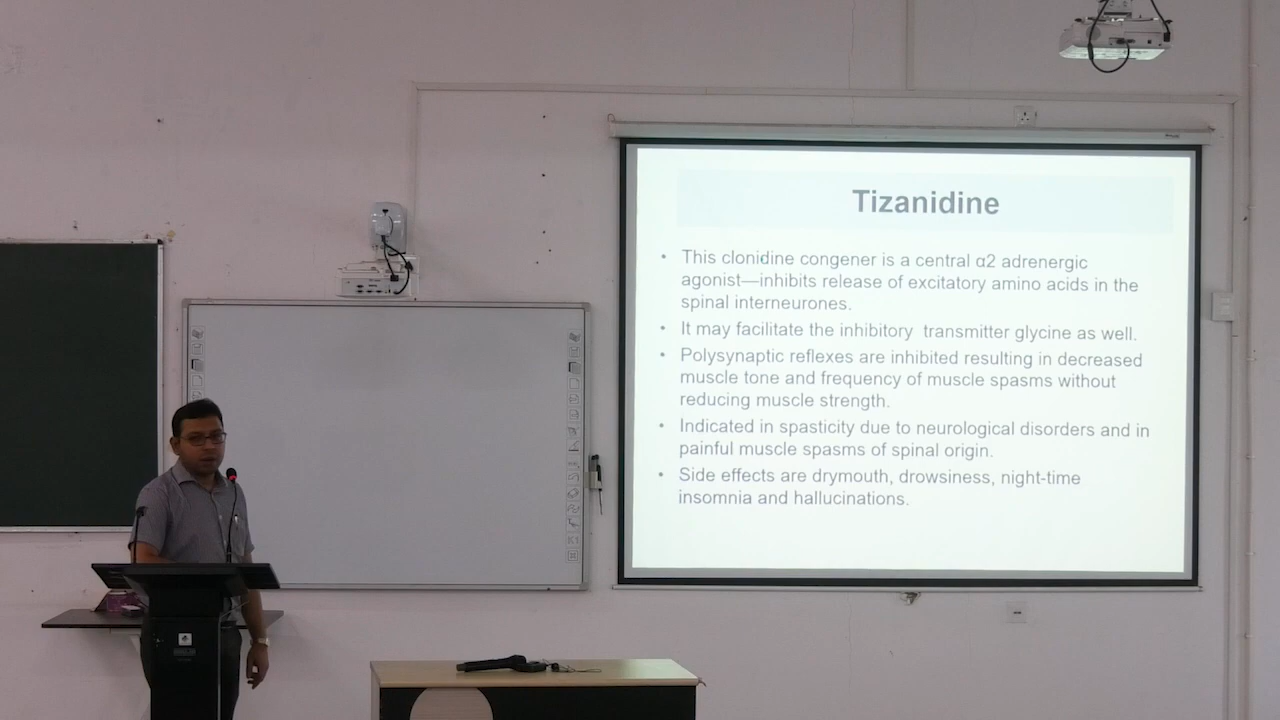 Tizanidine
• This clonidine congener is a central α2 adrenergic
agonist—inhibits release of excitatory amino acids in the
spinal interneurones.
• It may facilitate the inhibitory transmitter glycine as well.
• Polysynaptic reflexes are inhibited resulting in decreased
muscle tone and frequency of muscle spasms without
reducing muscle strength.
• Indicated in spasticity due to neurological disorders and in
painful muscle spasms of spinal origin.
• Side effects are drymouth, drowsiness, night-time
insomnia and hallucinations.